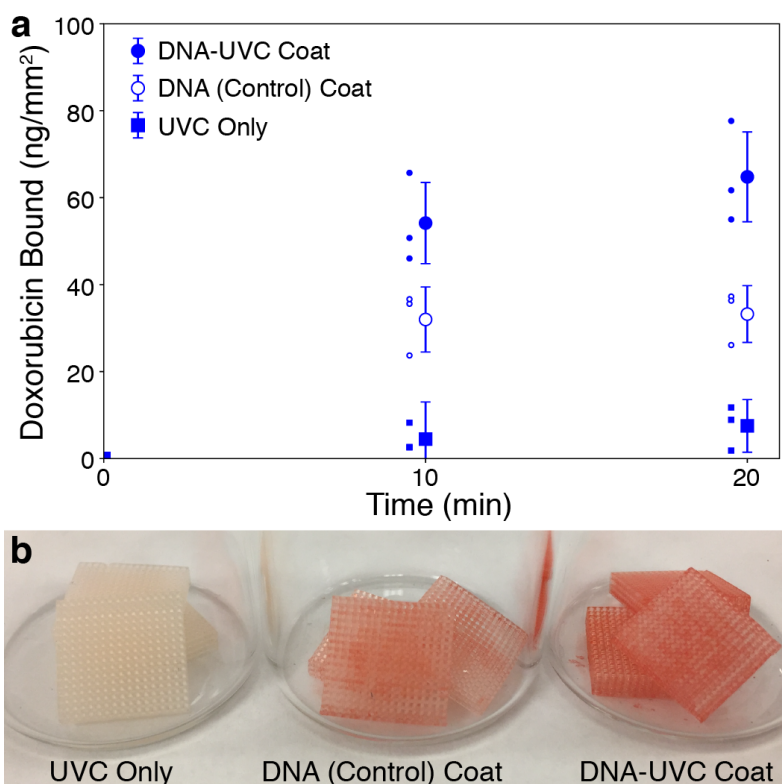 a
100
80
60
40
20
0
Doxorubicin Bound (ng/mm²)
DNA-UVC Coat
DNA (Control) Coat
UVC Only
0 10 20
Time (min)
b
UVC Only DNA (Control) Coat DNA-UVC Coat